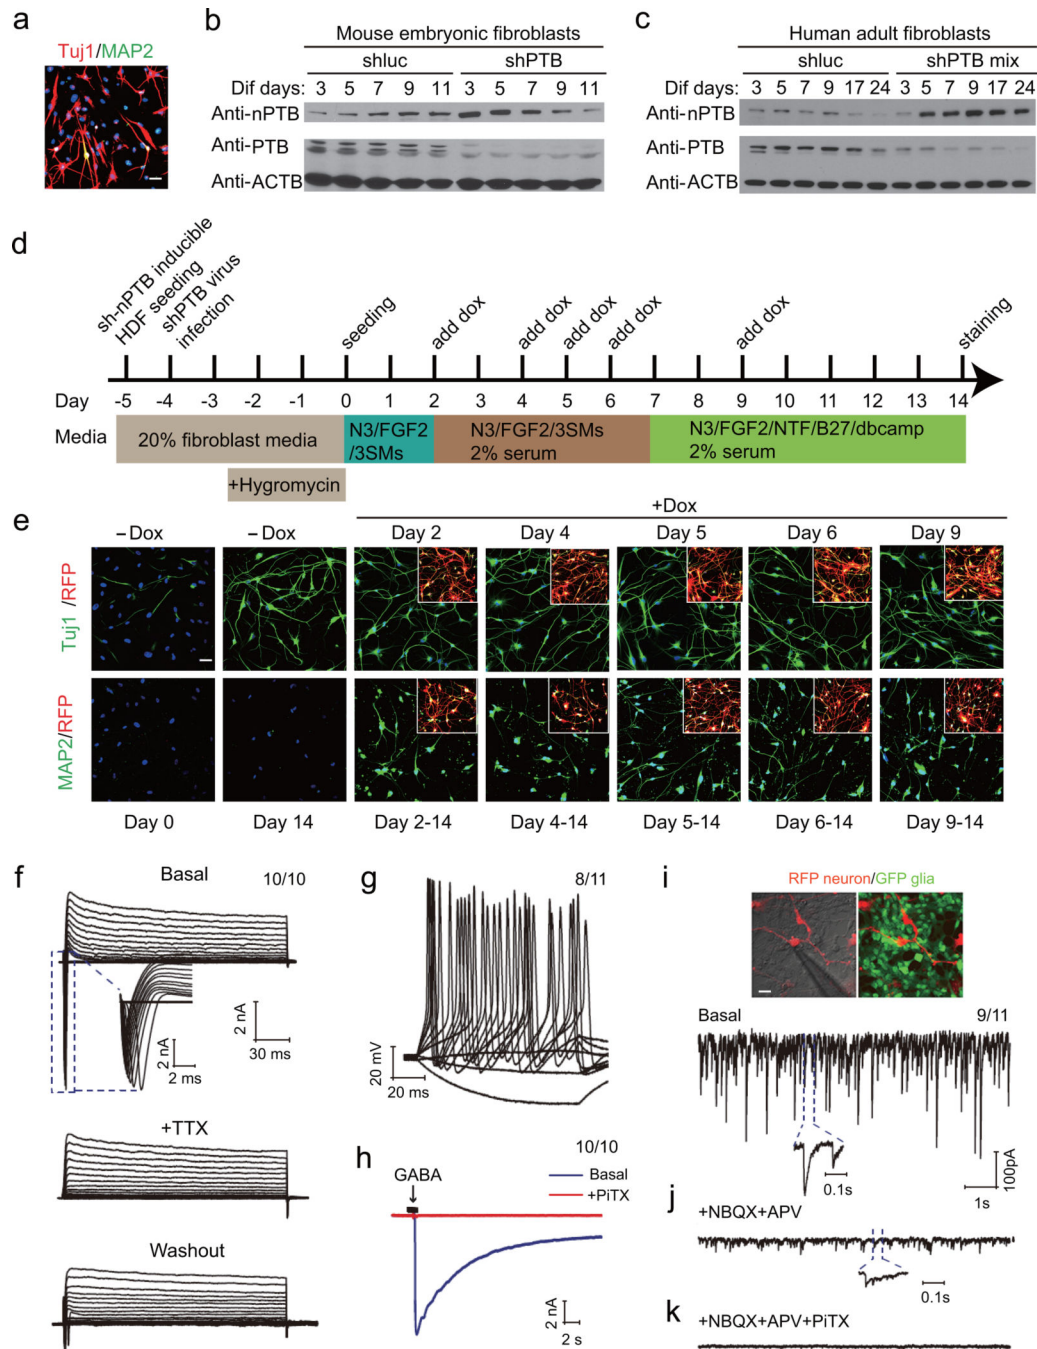 a
Tuj1/MAP2
b
Mouse embryonic fibroblasts
shluc shPTB
Dif days: 3 5 7 9 11 3 5 7 9 11
Anti-nPTB
Anti-PTB
Anti-ACTB
c
Human adult fibroblasts
shluc shPTB mix
Dif days: 3 5 7 9 17 24 3 5 7 9 17 24
Anti-nPTB
Anti-PTB
Anti-ACTB
d
sh-nPTB inducible
HDF seeding
shPTB virus
infection
seeding
add dox
add dox
add dox
add dox
add dox
staining
Day -5 -4 -3 -2 -1 0 1 2 3 4 5 6 7 8 9 10 11 12 13 14
Media
20% fibroblast media
N3/FGF2
/3SMs
N3/FGF2/3SMs
2% serum
N3/FGF2/NTF/B27/dbcamp
2% serum
+Hygromycin
e
+Dox
–Dox –Dox Day 2 Day 4 Day 5 Day 6 Day 9
Tuj1 /RFP
MAP2/RFP
Day 0 Day 14 Day 2-14 Day 4-14 Day 5-14 Day 6-14 Day 9-14
f
Basal
10/10
2 nA
2 ms
2 nA
30 ms
+TTX
Washout
g
8/11
20 mV
20 ms
h
10/10
GABA
Basal
+PiTX
2 nA
2 s
i
RFP neuron/GFP glia
Basal
9/11
0.1s
100pA
1s
j
+NBQX+APV
0.1s
k
+NBQX+APV+PiTX